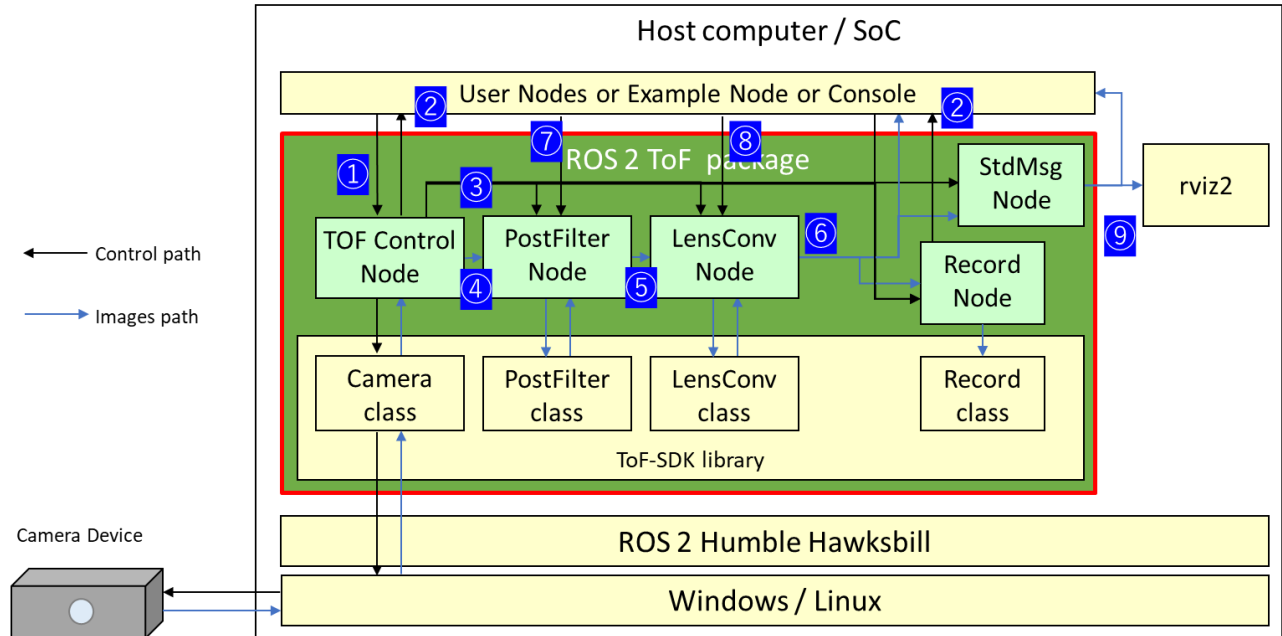 Host computer / SoC
User Nodes or Example Node or Console
②
②
⑦
⑧
ROS 2 ToF package
①
③
StdMsg
Node
rviz2
TOF Control
Node
PostFilter
Node
LensConv
Node
⑥
⑨
④
⑤
Record
Node
Control path
Images path
Camera
class
PostFilter
class
LensConv
class
Record
class
ToF-SDK library
Camera Device
ROS 2 Humble Hawksbill
Windows / Linux